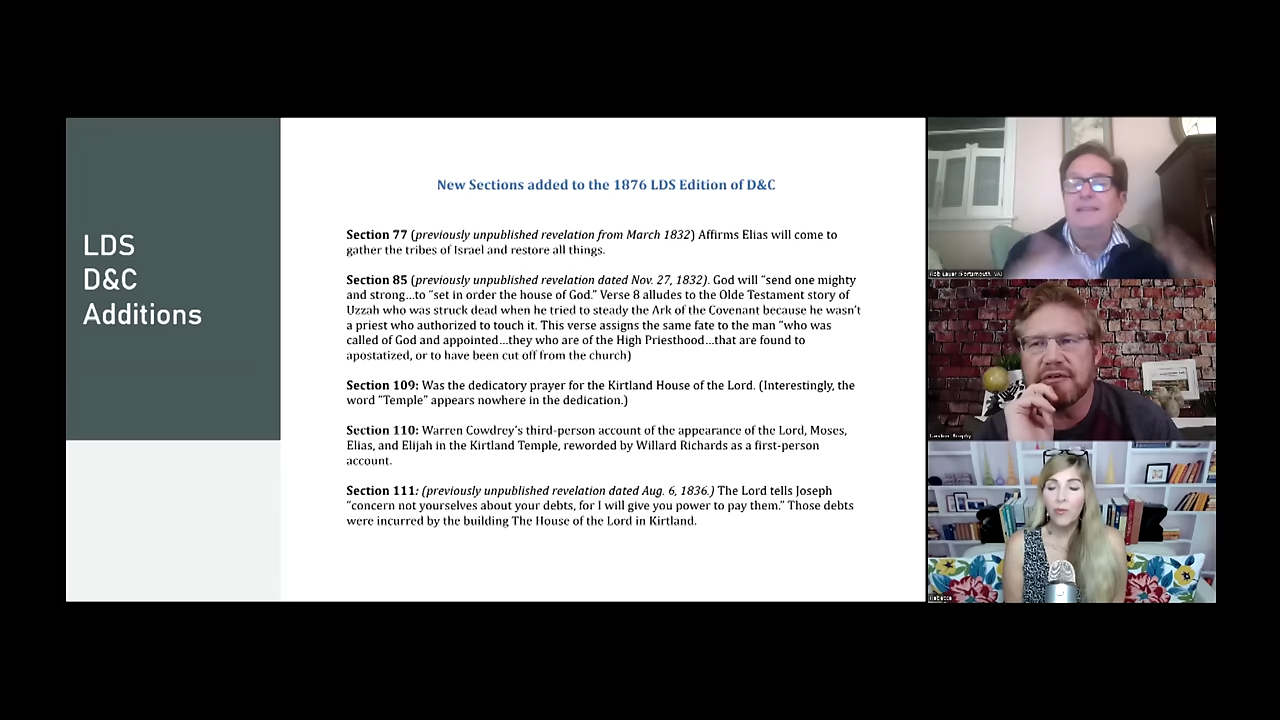 LDS
D&C
Additions
New Sections added to the 1876 LDS Edition of D&C
Section 77 (previously unpublished revelation from March 1832) Affirms Elias will come to
gather the tribes of Israel and restore all things.
Section 85 (previously unpublished revelation dated Nov. 27, 1832). God will “send one mighty
and strong…to “set in order the house of God.” Verse 8 alludes to the Olde Testament story of
Uzzah who was struck dead when he tried to steady the Ark of the Covenant because he wasn’t
a priest who authorized to touch it. This verse assigns the same fate to the man “who was
called of God and appointed…they who are of the High Priesthood…that are found to
apostatized, or to have been cut off from the church)
Section 109: Was the dedicatory prayer for the Kirtland House of the Lord. (Interestingly, the
word “Temple” appears nowhere in the dedication.)
Section 110: Warren Cowdrey’s third-person account of the appearance of the Lord, Moses,
Elias, and Elijah in the Kirtland Temple, reworded by Willard Richards as a first-person
account.
Section 111: (previously unpublished revelation dated Aug. 6, 1836.) The Lord tells Joseph
“concern not yourselves about your debts, for I will give you power to pay them.” Those debts
were incurred by the building The House of the Lord in Kirtland.
Rob Lauer (Portsmouth, VA)